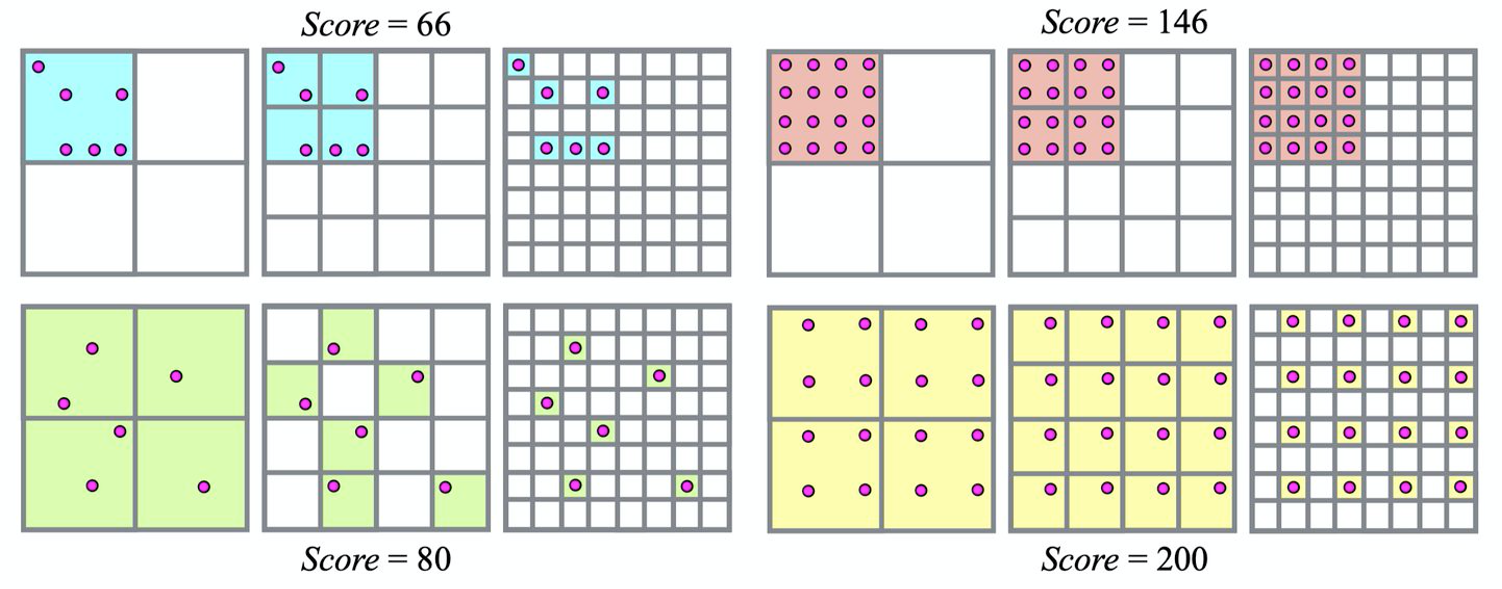 Score = 66
Score = 146
Score = 80
Score = 200